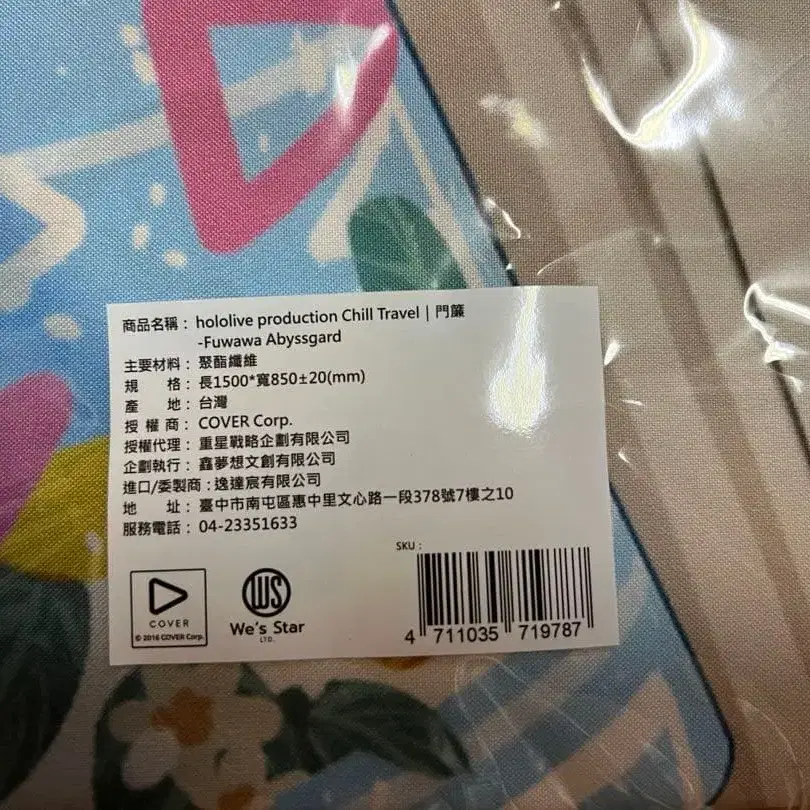 商品名稱：hololive production Chill Travel｜門簾
-Fuwawa Abyssgard
主要材料：聚酯纖維
規　　格：長1500*寬850±20(mm)
產　　地：台灣
授 權 商：COVER Corp.
授權代理：重星戰略企劃有限公司
企劃執行：鑫夢想文創有限公司
進口/委製商：逸達宸有限公司
地　　址：臺中市南屯區惠中里文心路一段378號7樓之10
服務電話：04-23351633
SKU：
COVER
© 2016 COVER Corp.
WS
We's Star
LTD.
4 711035 719787